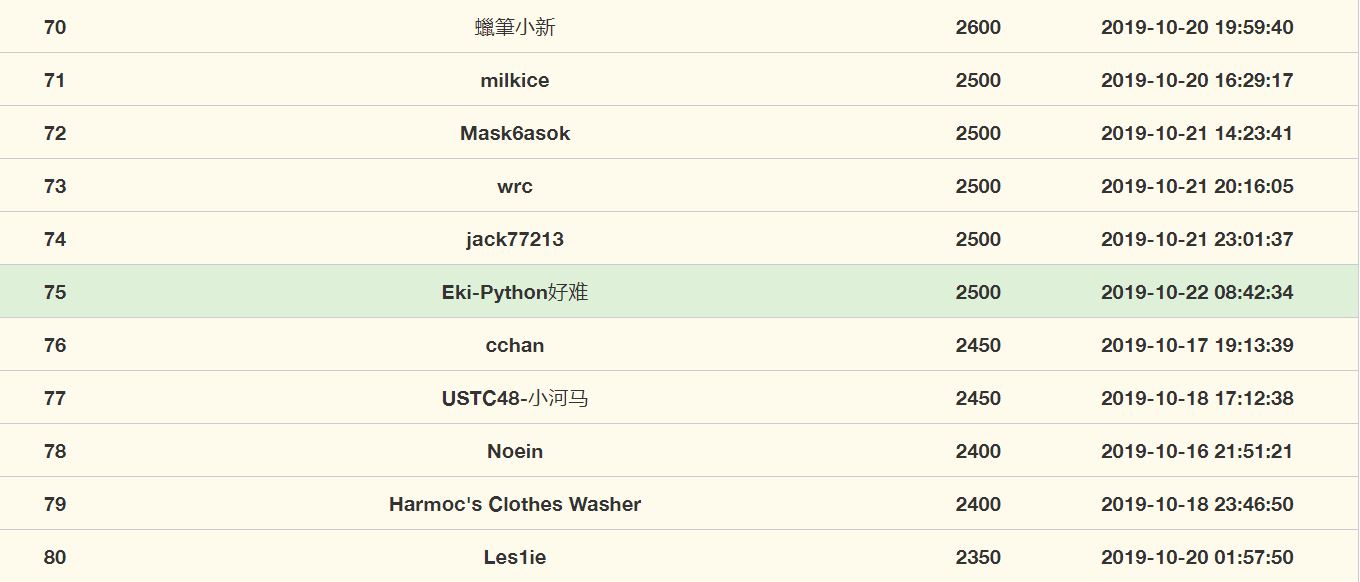 70 蠟筆小新 2600 2019-10-20 19:59:40
71 milkice 2500 2019-10-20 16:29:17
72 Mask6asok 2500 2019-10-21 14:23:41
73 wrc 2500 2019-10-21 20:16:05
74 jack77213 2500 2019-10-21 23:01:37
75 Eki-Python好难 2500 2019-10-22 08:42:34
76 cchan 2450 2019-10-17 19:13:39
77 USTC48-小河马 2450 2019-10-18 17:12:38
78 Noein 2400 2019-10-16 21:51:21
79 Harmoc's Clothes Washer 2400 2019-10-18 23:46:50
80 Les1ie 2350 2019-10-20 01:57:50